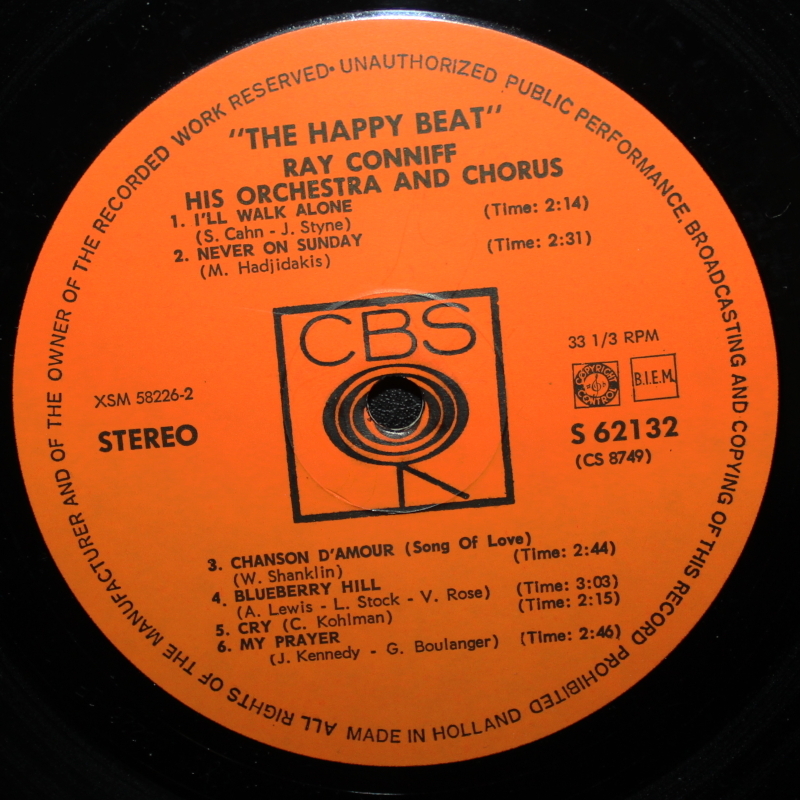 ALL RIGHTS OF THE MANUFACTURER AND OF THE OWNER OF THE RECORDED WORK RESERVED • UNAUTHORIZED PUBLIC PERFORMANCE, BROADCASTING AND COPYING OF THIS RECORD PROHIBITED
"THE HAPPY BEAT"
RAY CONNIFF
HIS ORCHESTRA AND CHORUS
1. I'LL WALK ALONE (Time: 2:14)
(S. Cahn - J. Styne)
2. NEVER ON SUNDAY (Time: 2:31)
(M. Hadjidakis)
CBS
33 1/3 RPM
COPYRIGHT CONTROL
B.I.E.M.
XSM 58226-2
STEREO
S 62132
(CS 8749)
3. CHANSON D'AMOUR (Song Of Love) (Time: 2:44)
(W. Shanklin)
4. BLUEBERRY HILL (Time: 3:03)
(A. Lewis - L. Stock - V. Rose)
5. CRY (C. Kohlman) (Time: 2:15)
6. MY PRAYER (Time: 2:46)
(J. Kennedy - G. Boulanger)
MADE IN HOLLAND